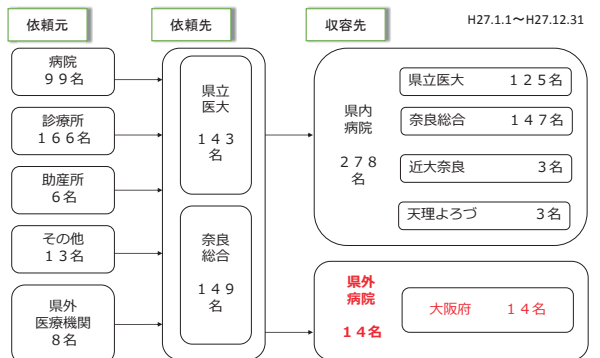 依頼元
依頼先
収容先
H27.1.1～H27.12.31
病院
９９名
診療所
１６６名
助産所
６名
その他
１３名
県外
医療機関
８名
県立
医大
１４３
名
奈良
総合
１４９
名
県内
病院
２７８
名
県立医大　　１２５名
奈良総合　　１４７名
近大奈良　　３名
天理よろづ　　３名
県外
病院
１４名
大阪府　　１４名